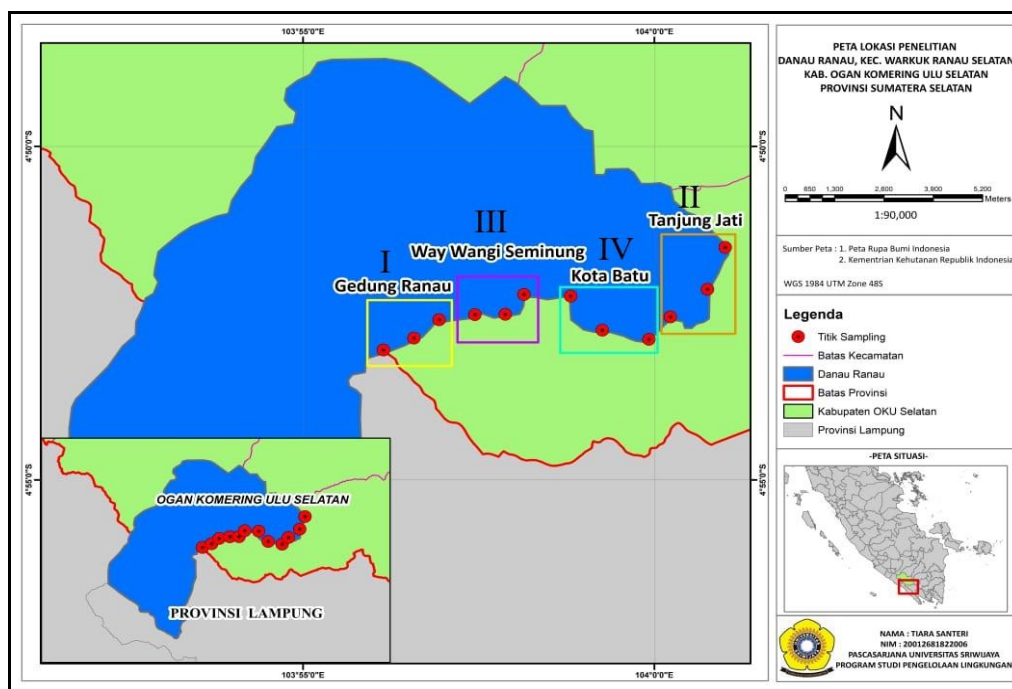 103°55'0"E
104°0'0"E
4°50'0"S
4°50'0"S
4°55'0"S
4°55'0"S
103°55'0"E
104°0'0"E
I
Gedung Ranau
III
Way Wangi Seminung
IV
Kota Batu
II
Tanjung Jati
OGAN KOMERING ULU SELATAN
PROVINSI LAMPUNG
PETA LOKASI PENELITIAN
DANAU RANAU, KEC. WARKUK RANAU SELATAN
KAB. OGAN KOMERING ULU SELATAN
PROVINSI SUMATERA SELATAN
N
0 650 1,300 2,600 3,900 5,200
Meters
1:90,000
Sumber Peta : 1. Peta Rupa Bumi Indonesia
2. Kementrian Kehutanan Republik Indonesia
WGS 1984 UTM Zone 48S
Legenda
Titik Sampling
Batas Kecamatan
Danau Ranau
Batas Provinsi
Kabupaten OKU Selatan
Provinsi Lampung
-PETA SITUASI-
NAMA : TIARA SANTERI
NIM : 20012681822006
PASCASARJANA UNIVERSITAS SRIWIJAYA
PROGRAM STUDI PENGELOLAAN LINGKUNGAN